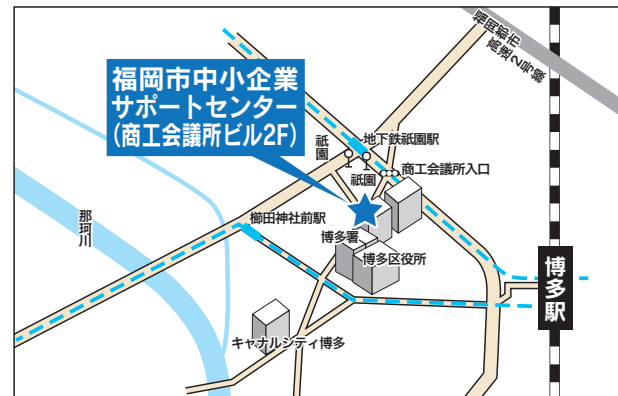 福岡都市
高速2号線
福岡市中小企業
サポートセンター
(商工会議所ビル2F)
祇園
地下鉄祇園駅
祇園
商工会議所入口
那珂川
櫛田神社前駅
博多署
博多区役所
博多駅
キャナルシティ博多